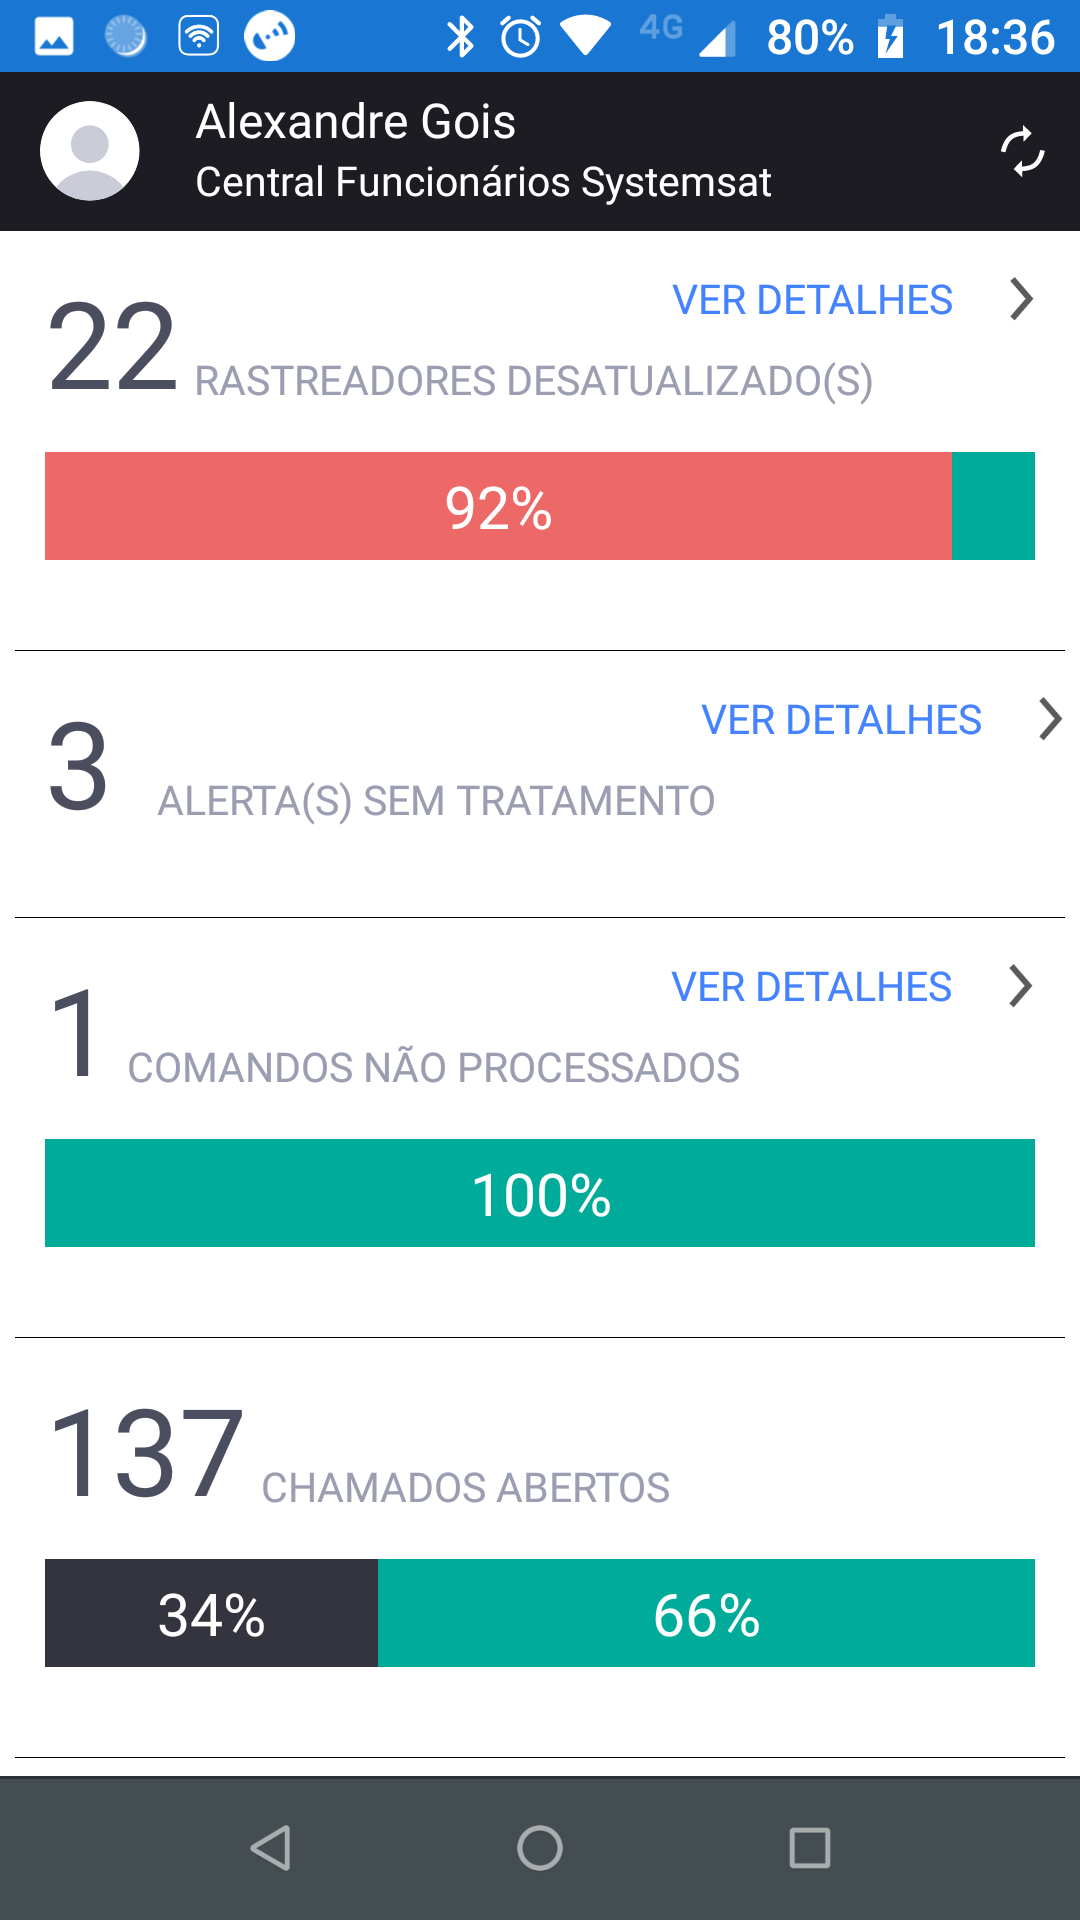 4G 80% 18:36
Alexandre Gois
Central Funcionários Systemsat
VER DETALHES
22 RASTREADORES DESATUALIZADO(S)
92%
VER DETALHES
3 ALERTA(S) SEM TRATAMENTO
VER DETALHES
1 COMANDOS NÃO PROCESSADOS
100%
137 CHAMADOS ABERTOS
34% 66%